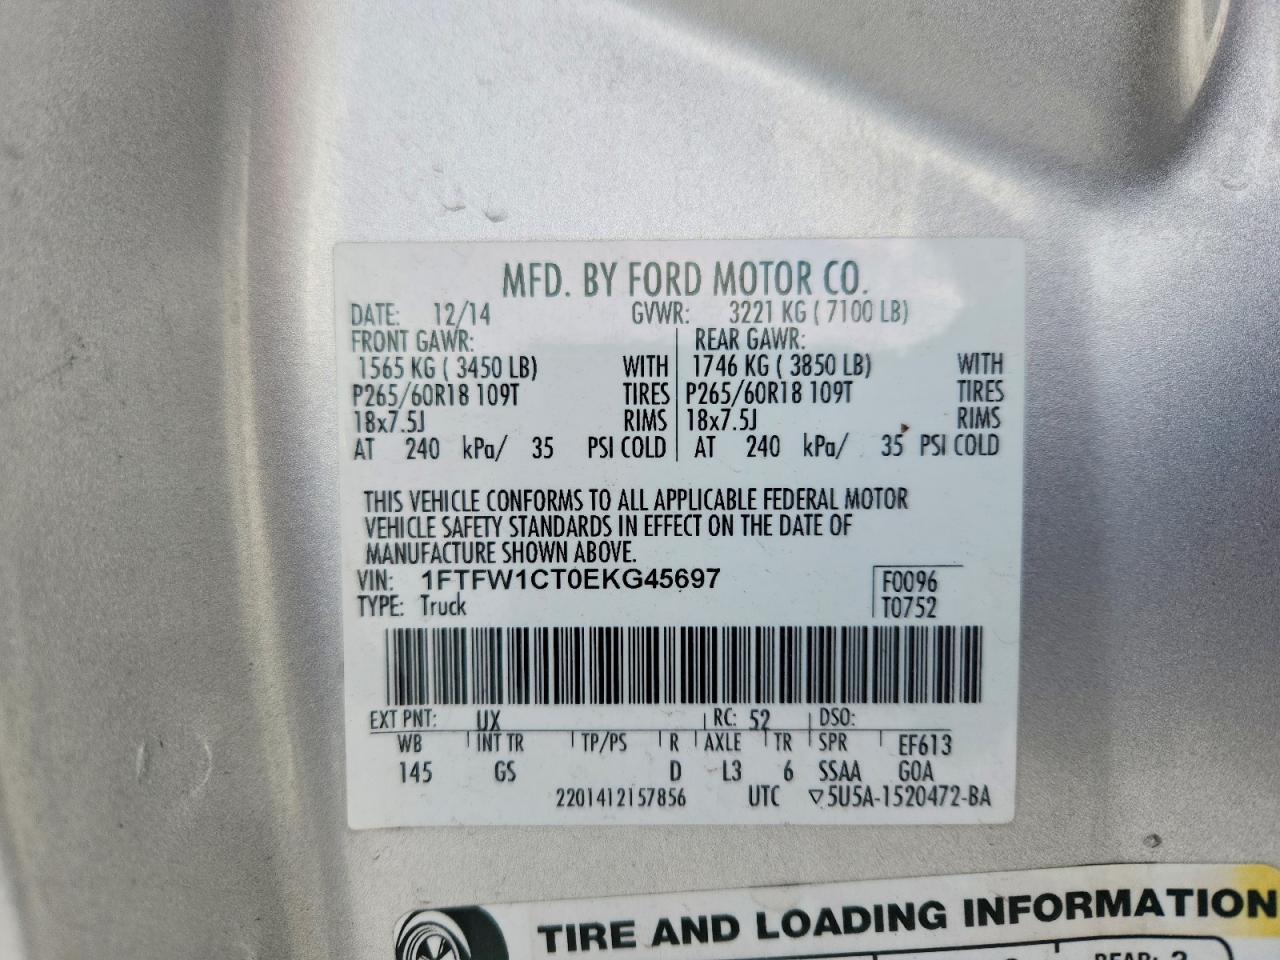 MFD. BY FORD MOTOR CO.
DATE: 12/14 GVWR: 3221 KG ( 7100 LB)
FRONT GAWR: REAR GAWR:
1565 KG ( 3450 LB) WITH 1746 KG ( 3850 LB) WITH
P265/60R18 109T TIRES P265/60R18 109T TIRES
18x7.5J RIMS 18x7.5J RIMS
AT 240 kPa/ 35 PSI COLD AT 240 kPa/ 35 PSI COLD
THIS VEHICLE CONFORMS TO ALL APPLICABLE FEDERAL MOTOR
VEHICLE SAFETY STANDARDS IN EFFECT ON THE DATE OF
MANUFACTURE SHOWN ABOVE.
VIN: 1FTFW1CT0EKG45697 F0096
TYPE: Truck T0752
EXT PNT: UX RC: 52 DSO:
WB INT TR TP/PS R AXLE TR SPR EF613
145 GS D L3 6 SSAA G0A
2201412157856 UTC ▽5U5A-1520472-BA
TIRE AND LOADING INFORMATION
REAR: